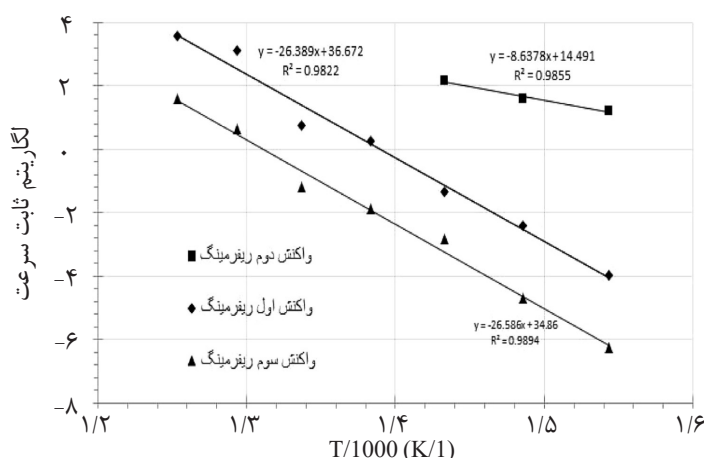 ۴
۲
۰
−۲
−۴
−۶
−۸
لگاریتم ثابت سرعت
y = -26.389x + 36.672
R² = 0.9822
y = -8.6378x + 14.491
R² = 0.9855
واکنش دوم ریفرمینگ
واکنش اول ریفرمینگ
واکنش سوم ریفرمینگ
y = -26.586x + 34.86
R² = 0.9894
۱/۲ ۱/۳ ۱/۴ ۱/۵ ۱/۶
T/1000 (K/1)